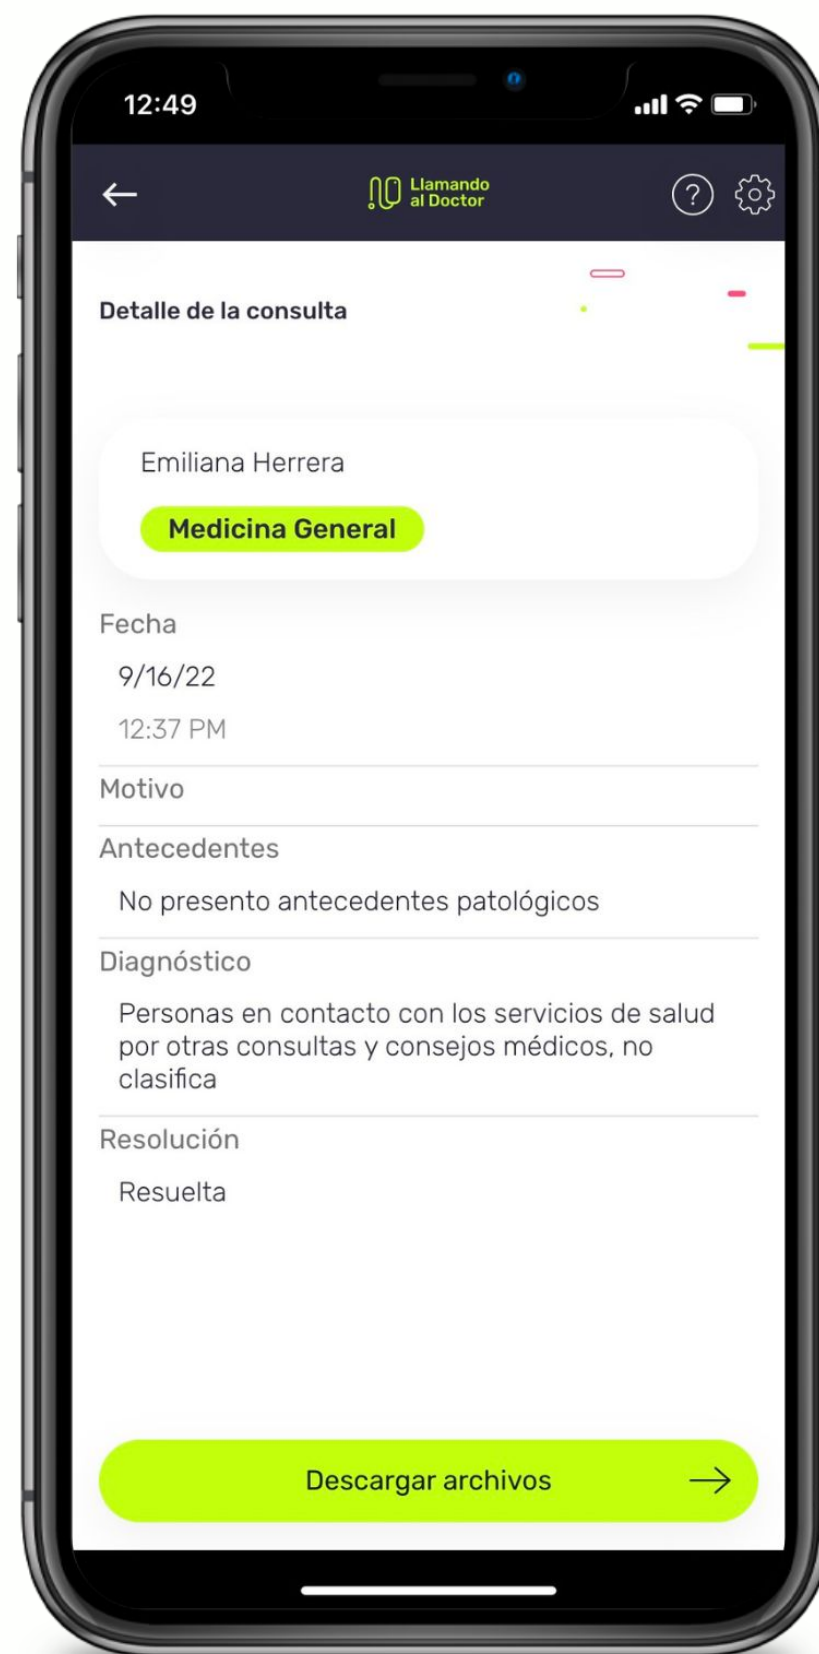 12:49
Llamando
al Doctor
?
Detalle de la consulta
Emiliana Herrera
Medicina General
Fecha
9/16/22
12:37 PM
Motivo
Antecedentes
No presento antecedentes patológicos
Diagnóstico
Personas en contacto con los servicios de salud
por otras consultas y consejos médicos, no
clasifica
Resolución
Resuelta
Descargar archivos